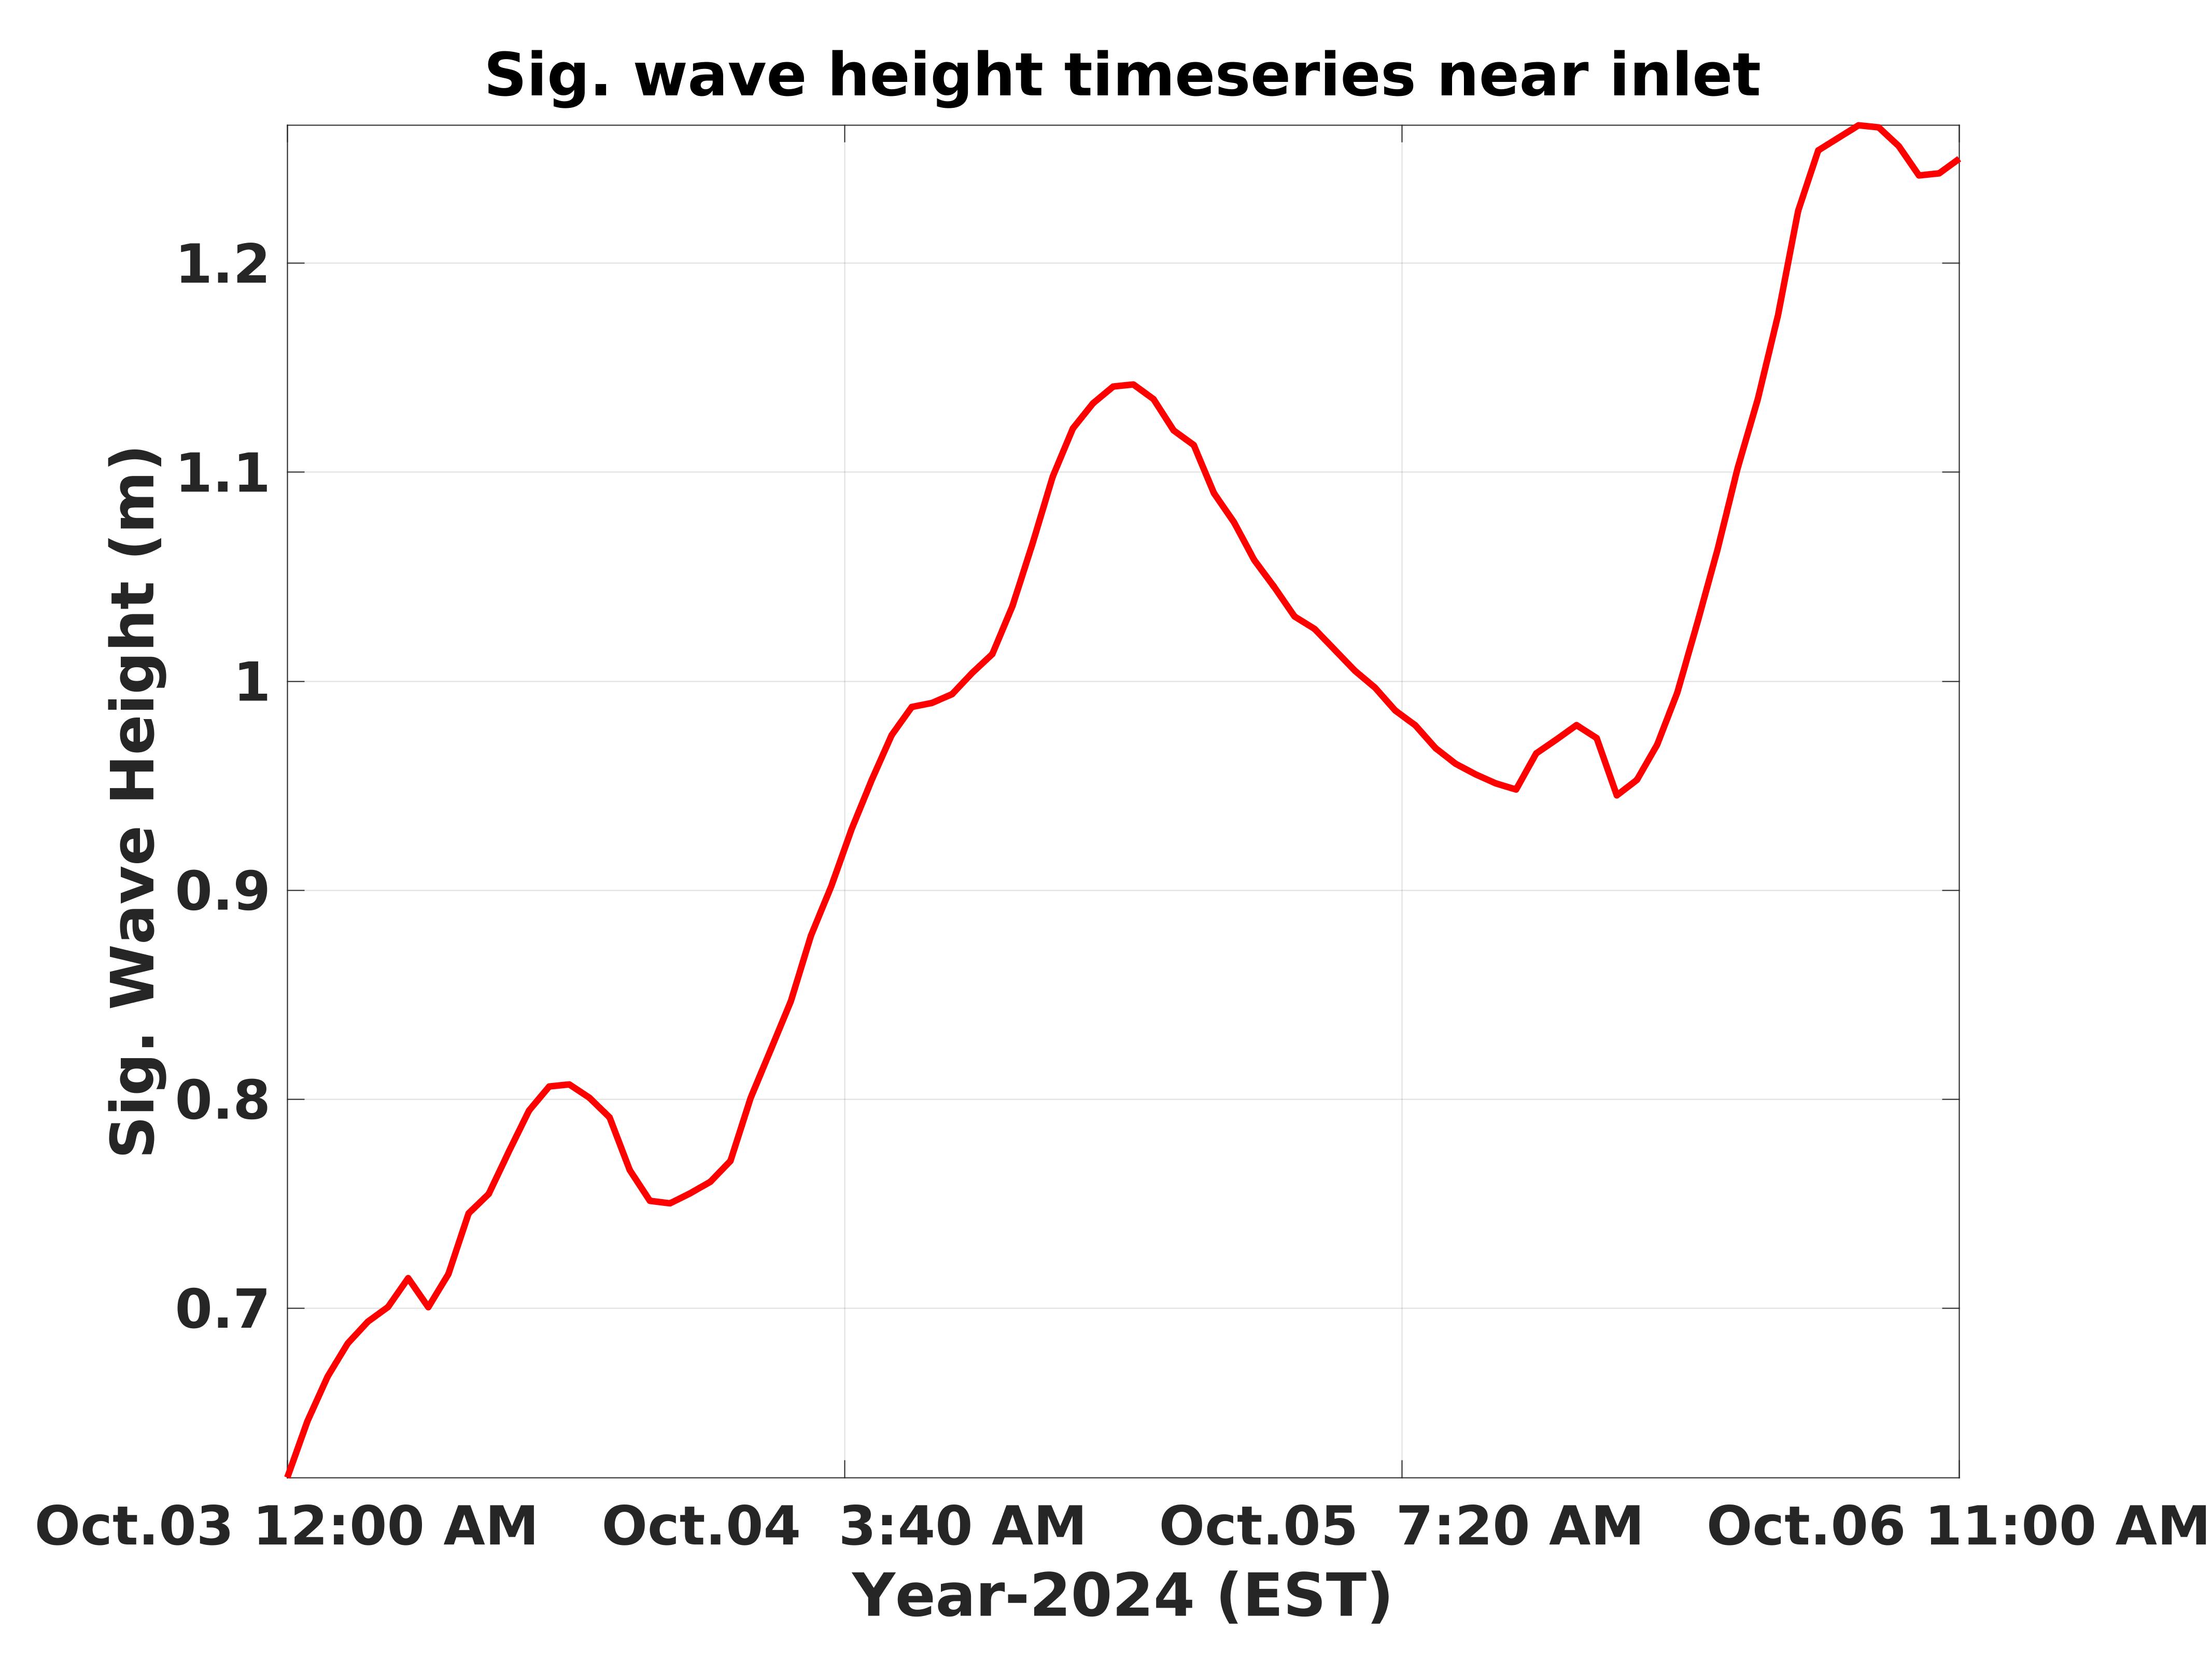 Sig. wave height timeseries near inlet
Sig. Wave Height (m)
1.2
1.1
1
0.9
0.8
0.7
Oct.03 12:00 AM
Oct.04 3:40 AM
Oct.05 7:20 AM
Oct.06 11:00 AM
Year-2024 (EST)